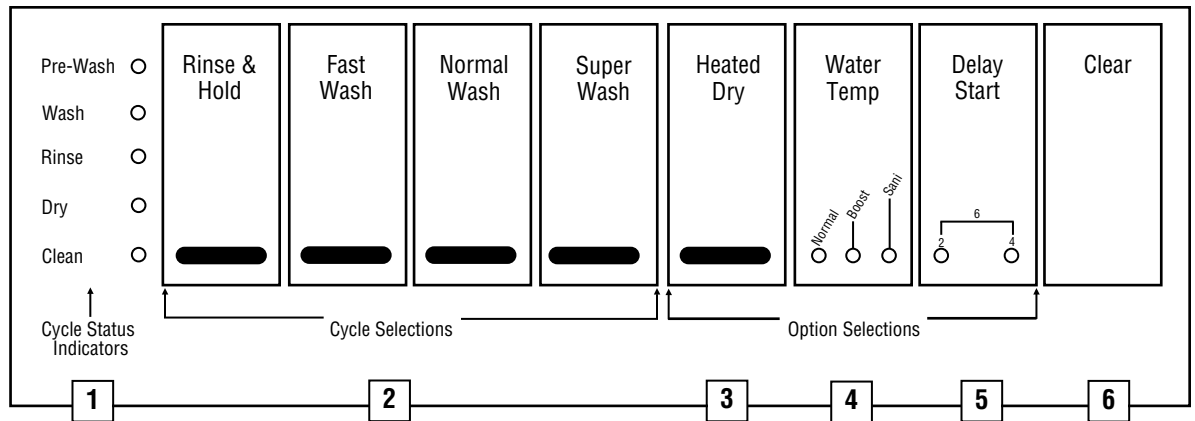 Pre-Wash
Wash
Rinse
Dry
Clean
Cycle Status
Indicators
Rinse &
Hold
Fast
Wash
Normal
Wash
Super
Wash
Cycle Selections
Heated
Dry
Water
Temp
Normal
Boost
Sani
Delay
Start
6
2
4
Option Selections
Clear
1
2
3
4
5
6